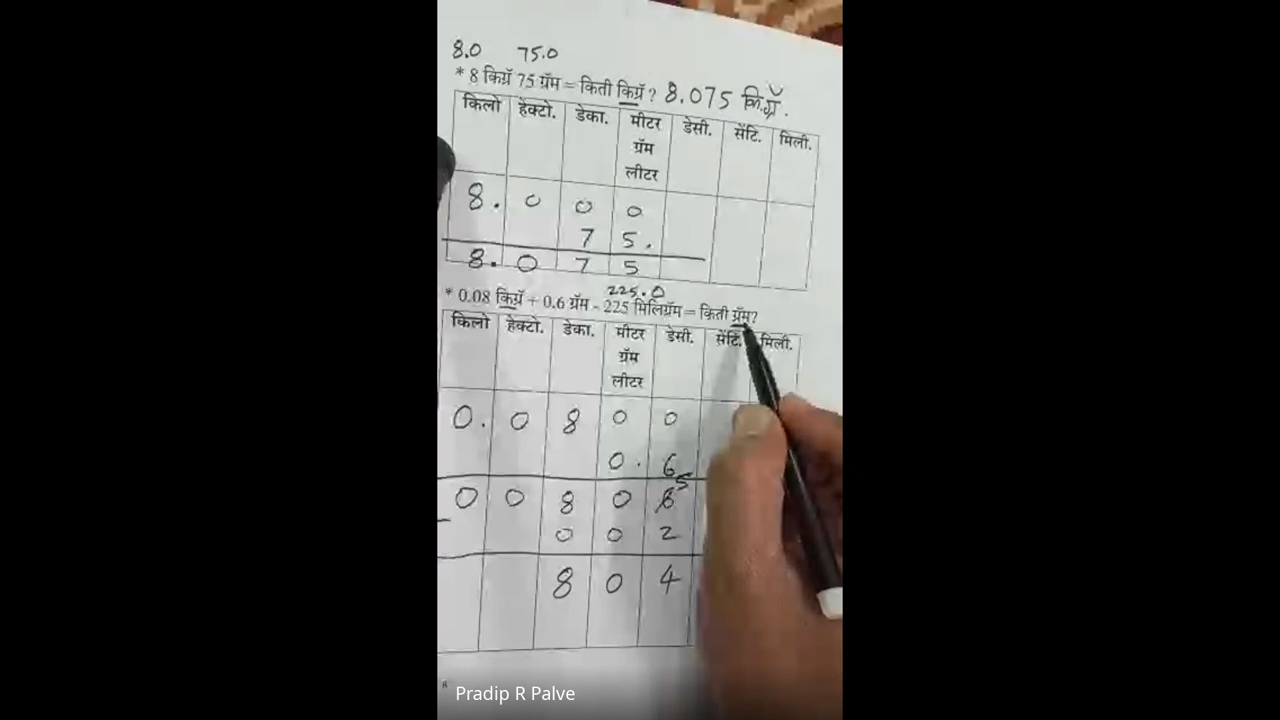 8.0 75.0
* 8 किग्रॅ 75 ग्रॅम = किती किग्रॅ ? 8.075 कि.ग्रॅ.
किलो हेक्टो. डेका. मीटर ग्रॅम लीटर डेसी. सेंटि. मिली.
8. 0 0 0
7 5.
8. 0 7 5
225.0
* 0.08 किग्रॅ + 0.6 ग्रॅम - 225 मिलिग्रॅम = किती ग्रॅम?
किलो हेक्टो. डेका. मीटर ग्रॅम लीटर डेसी. सेंटि. मिली.
0. 0 8 0 0
0. 6
5
0 0 8 0 6
0 0 2
8 0 4
Pradip R Palve